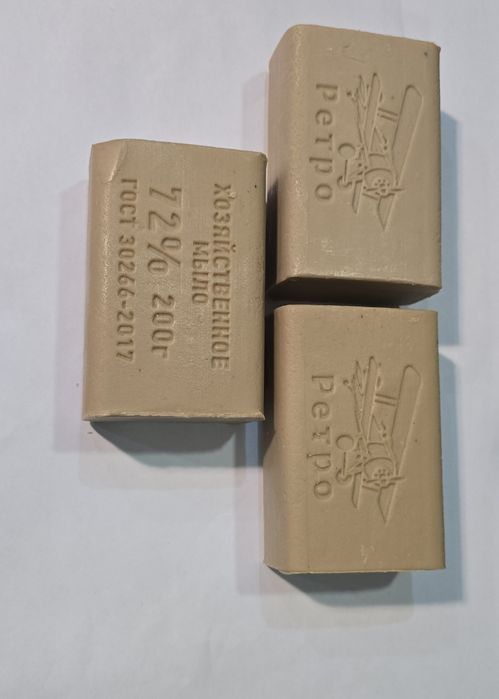 ХОЗЯЙСТВЕННОЕ
МЫЛО
72% 200г
ГОСТ 30266-2017
Ретро
Ретро